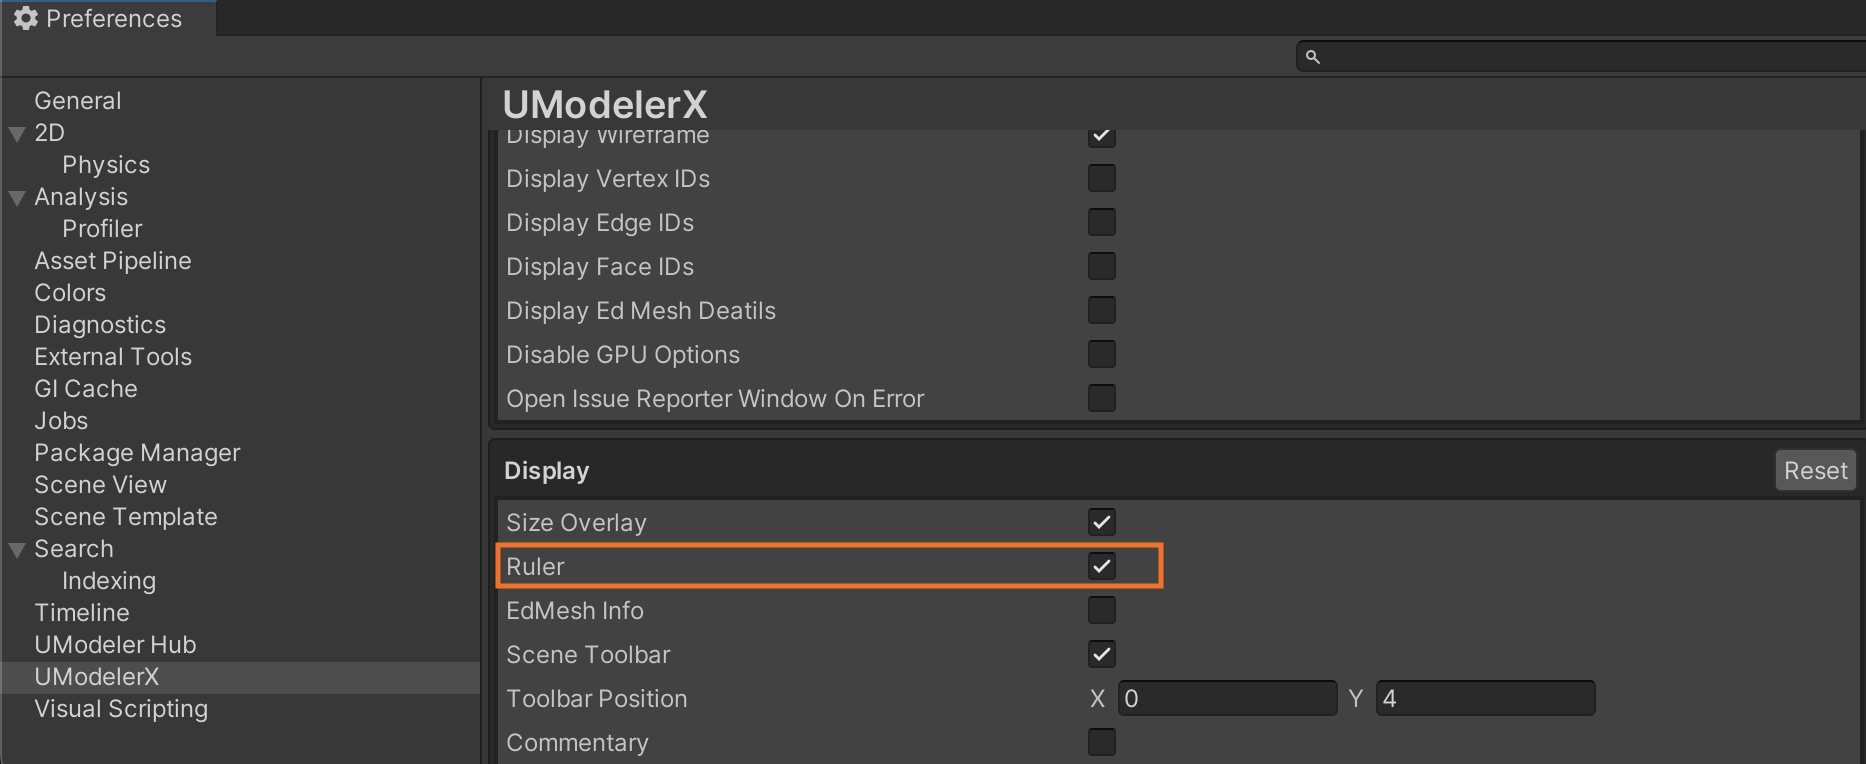 Preferences
General
2D
Physics
Analysis
Profiler
Asset Pipeline
Colors
Diagnostics
External Tools
GI Cache
Jobs
Package Manager
Scene View
Scene Template
Search
Indexing
Timeline
UModeler Hub
UModelerX
Visual Scripting
UModelerX
Display Wireframe
Display Vertex IDs
Display Edge IDs
Display Face IDs
Display Ed Mesh Deatils
Disable GPU Options
Open Issue Reporter Window On Error
Display Reset
Size Overlay
Ruler
EdMesh Info
Scene Toolbar
Toolbar Position X 0 Y 4
Commentary